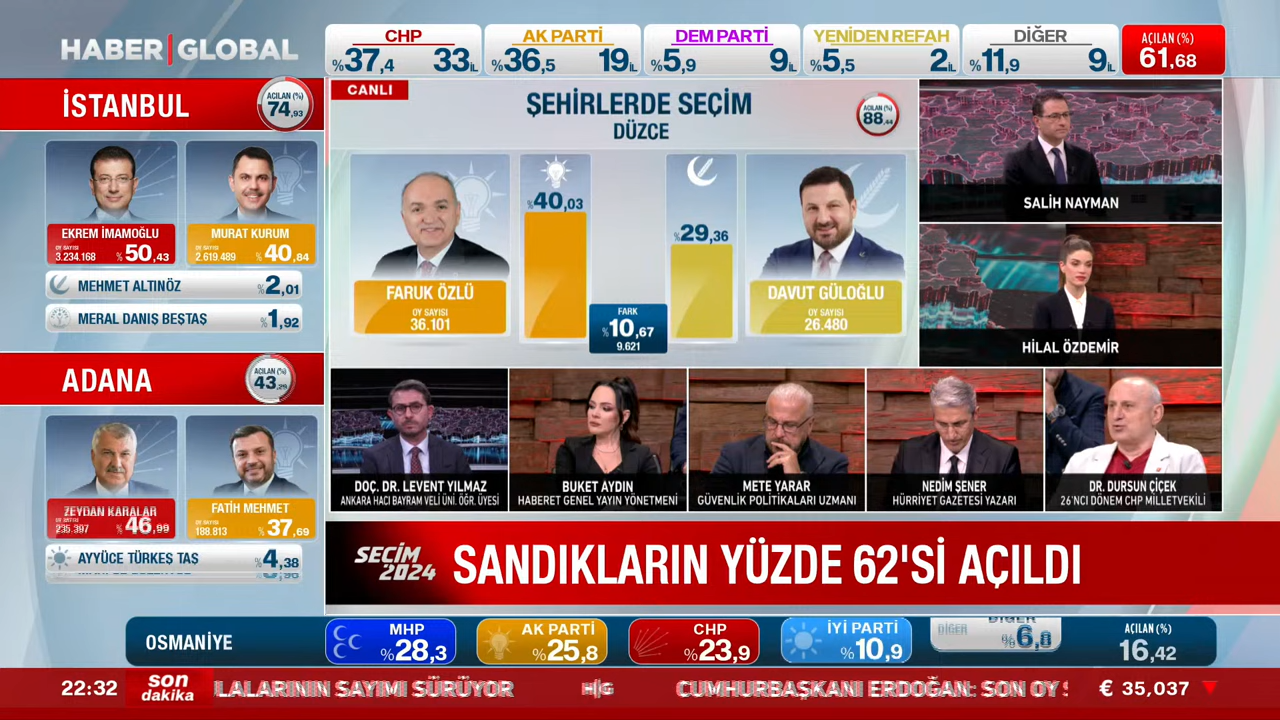 HABER GLOBAL
CHP
%37,4 33İL
AK PARTİ
%36,5 19İL
DEM PARTİ
%5,9 9İL
YENİDEN REFAH
%5,5 2İL
DİĞER
%11,9 9İL
AÇILAN (%)
61,68
İSTANBUL
AÇILAN (%)
74,93
EKREM İMAMOĞLU
OY SAYISI
3.234.168 %50,43
MURAT KURUM
OY SAYISI
2.619.489 %40,84
MEHMET ALTINÖZ %2,01
MERAL DANIŞ BEŞTAŞ %1,92
ADANA
AÇILAN (%)
43,29
ZEYDAN KARALAR
OY SAYISI
235.397 %46,99
FATİH MEHMET
OY SAYISI
188.813 %37,69
AYYÜCE TÜRKEŞ TAŞ %4,38
CANLI
ŞEHİRLERDE SEÇİM
DÜZCE
AÇILAN (%)
88,44
%40,03
%29,36
FARUK ÖZLÜ
OY SAYISI
36.101
FARK
%10,67
9.621
DAVUT GÜLOĞLU
OY SAYISI
26.480
SALİH NAYMAN
HİLAL ÖZDEMİR
DOÇ. DR. LEVENT YILMAZ
ANKARA HACI BAYRAM VELİ ÜNİ. ÖĞR. ÜYESİ
BUKET AYDIN
HABERET GENEL YAYIN YÖNETMENİ
METE YARAR
GÜVENLİK POLİTİKALARI UZMANI
NEDİM ŞENER
HÜRRİYET GAZETESİ YAZARI
DR. DURSUN ÇİÇEK
26'NCI DÖNEM CHP MİLLETVEKİLİ
SEÇİM 2024
SANDIKLARIN YÜZDE 62'Sİ AÇILDI
OSMANİYE
MHP
%28,3
AK PARTİ
%25,8
CHP
%23,9
İYİ PARTİ
%10,9
DİĞER
%6,8
AÇILAN (%)
16,42
22:32
son dakika
LALARININ SAYIMI SÜRÜYOR
H|G
CUMHURBAŞKANI ERDOĞAN: SON OY
€ 35,037